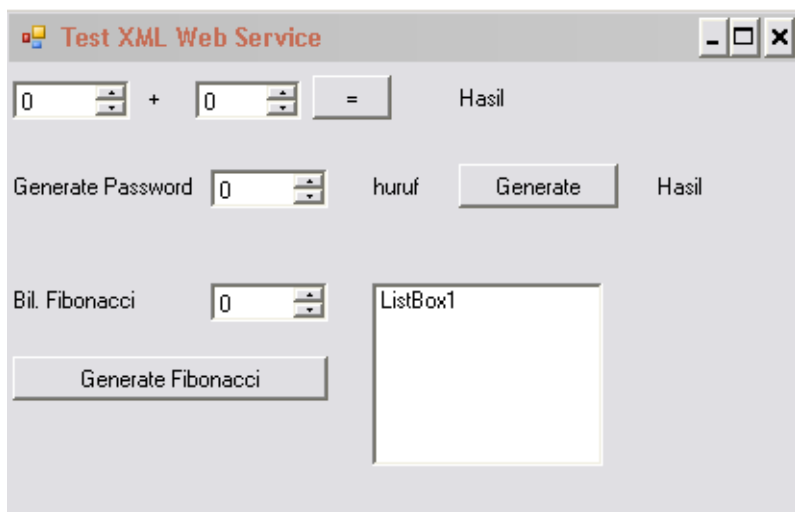 Test XML Web Service
0 + 0 = Hasil
Generate Password 0 huruf Generate Hasil
Bil. Fibonacci 0 ListBox1
Generate Fibonacci